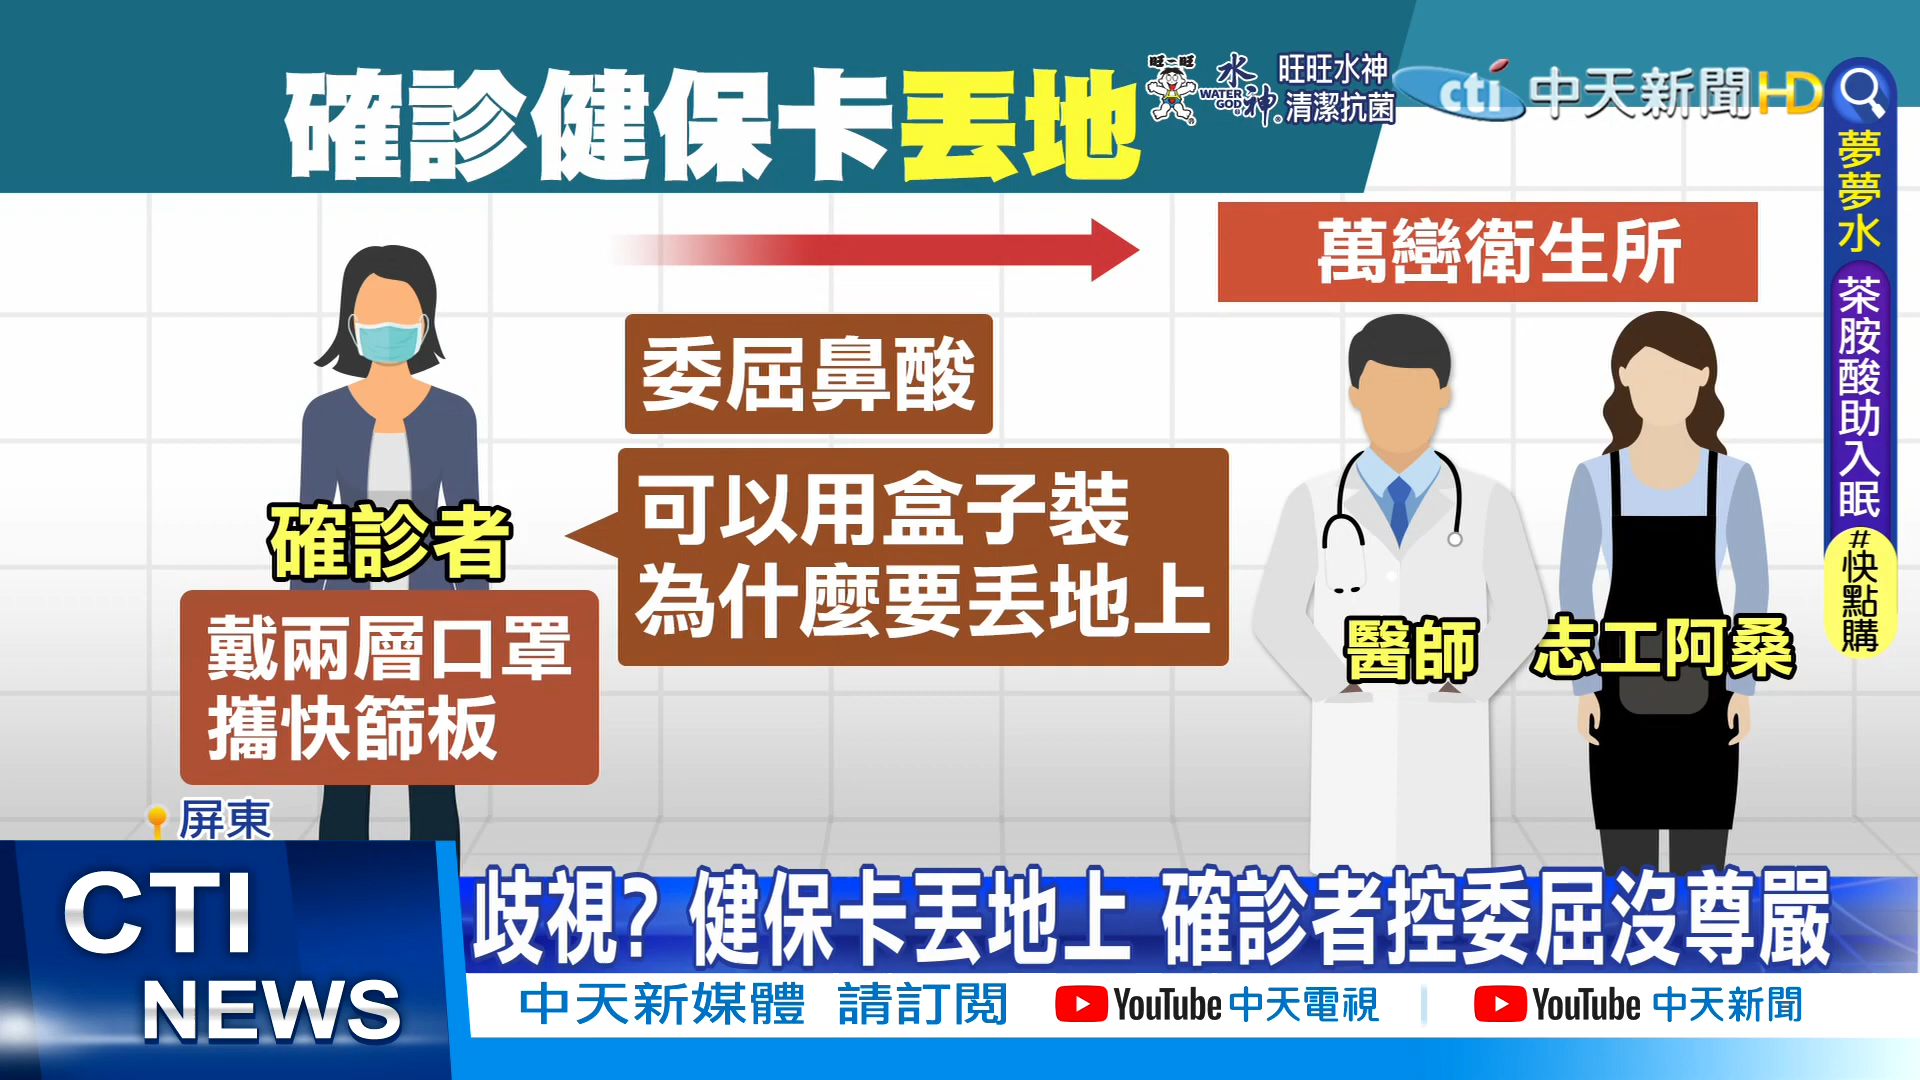 確診健保卡丟地
旺旺
水神
WATER GOD
旺旺水神
清潔抗菌
cti 中天新聞HD
夢夢水
茶胺酸助入眠
#快點購
萬巒衛生所
委屈鼻酸
可以用盒子裝
為什麼要丟地上
確診者
戴兩層口罩
攜快篩板
醫師
志工阿桑
屏東
CTI
NEWS
歧視? 健保卡丟地上 確診者控委屈沒尊嚴
中天新媒體 請訂閱 YouTube 中天電視 | YouTube 中天新聞